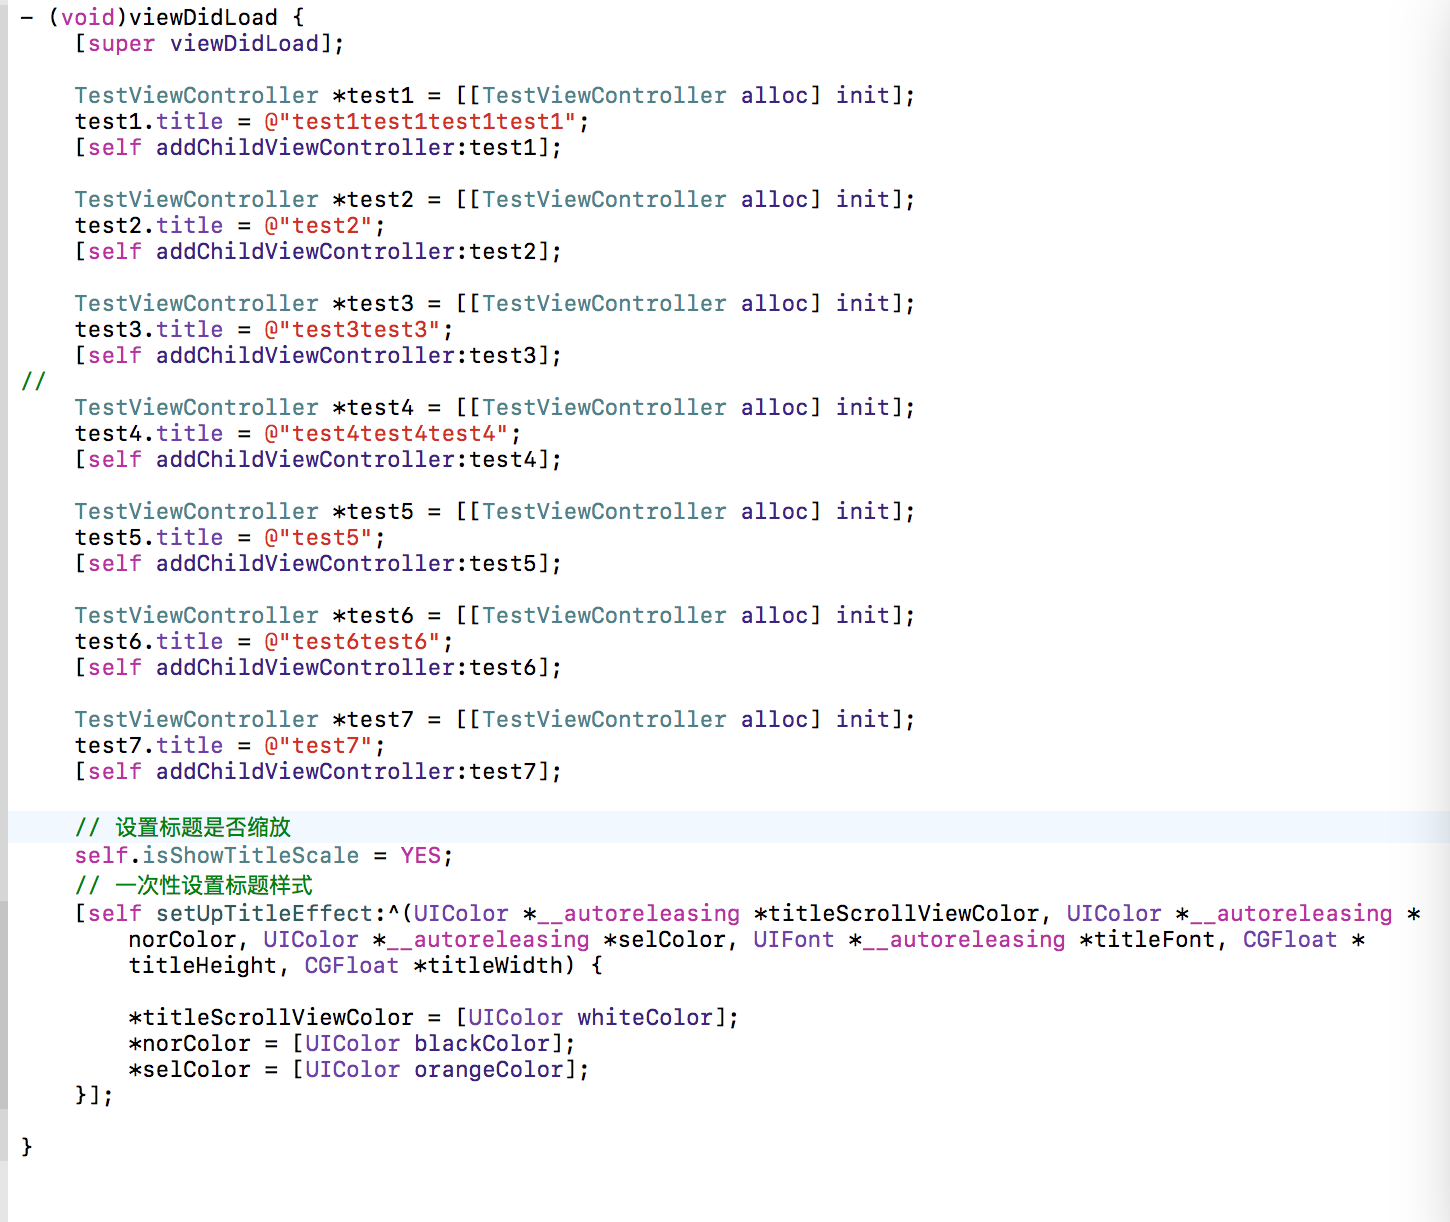 - (void)viewDidLoad {
    [super viewDidLoad];

    TestViewController *test1 = [[TestViewController alloc] init];
    test1.title = @"test1test1test1test1";
    [self addChildViewController:test1];

    TestViewController *test2 = [[TestViewController alloc] init];
    test2.title = @"test2";
    [self addChildViewController:test2];

    TestViewController *test3 = [[TestViewController alloc] init];
    test3.title = @"test3test3";
    [self addChildViewController:test3];
//
    TestViewController *test4 = [[TestViewController alloc] init];
    test4.title = @"test4test4test4";
    [self addChildViewController:test4];

    TestViewController *test5 = [[TestViewController alloc] init];
    test5.title = @"test5";
    [self addChildViewController:test5];

    TestViewController *test6 = [[TestViewController alloc] init];
    test6.title = @"test6test6";
    [self addChildViewController:test6];

    TestViewController *test7 = [[TestViewController alloc] init];
    test7.title = @"test7";
    [self addChildViewController:test7];

    // 设置标题是否缩放
    self.isShowTitleScale = YES;
    // 一次性设置标题样式
    [self setUpTitleEffect:^(UIColor *__autoreleasing *titleScrollViewColor, UIColor *__autoreleasing *
        norColor, UIColor *__autoreleasing *selColor, UIFont *__autoreleasing *titleFont, CGFloat *
        titleHeight, CGFloat *titleWidth) {

        *titleScrollViewColor = [UIColor whiteColor];
        *norColor = [UIColor blackColor];
        *selColor = [UIColor orangeColor];
    }];

}